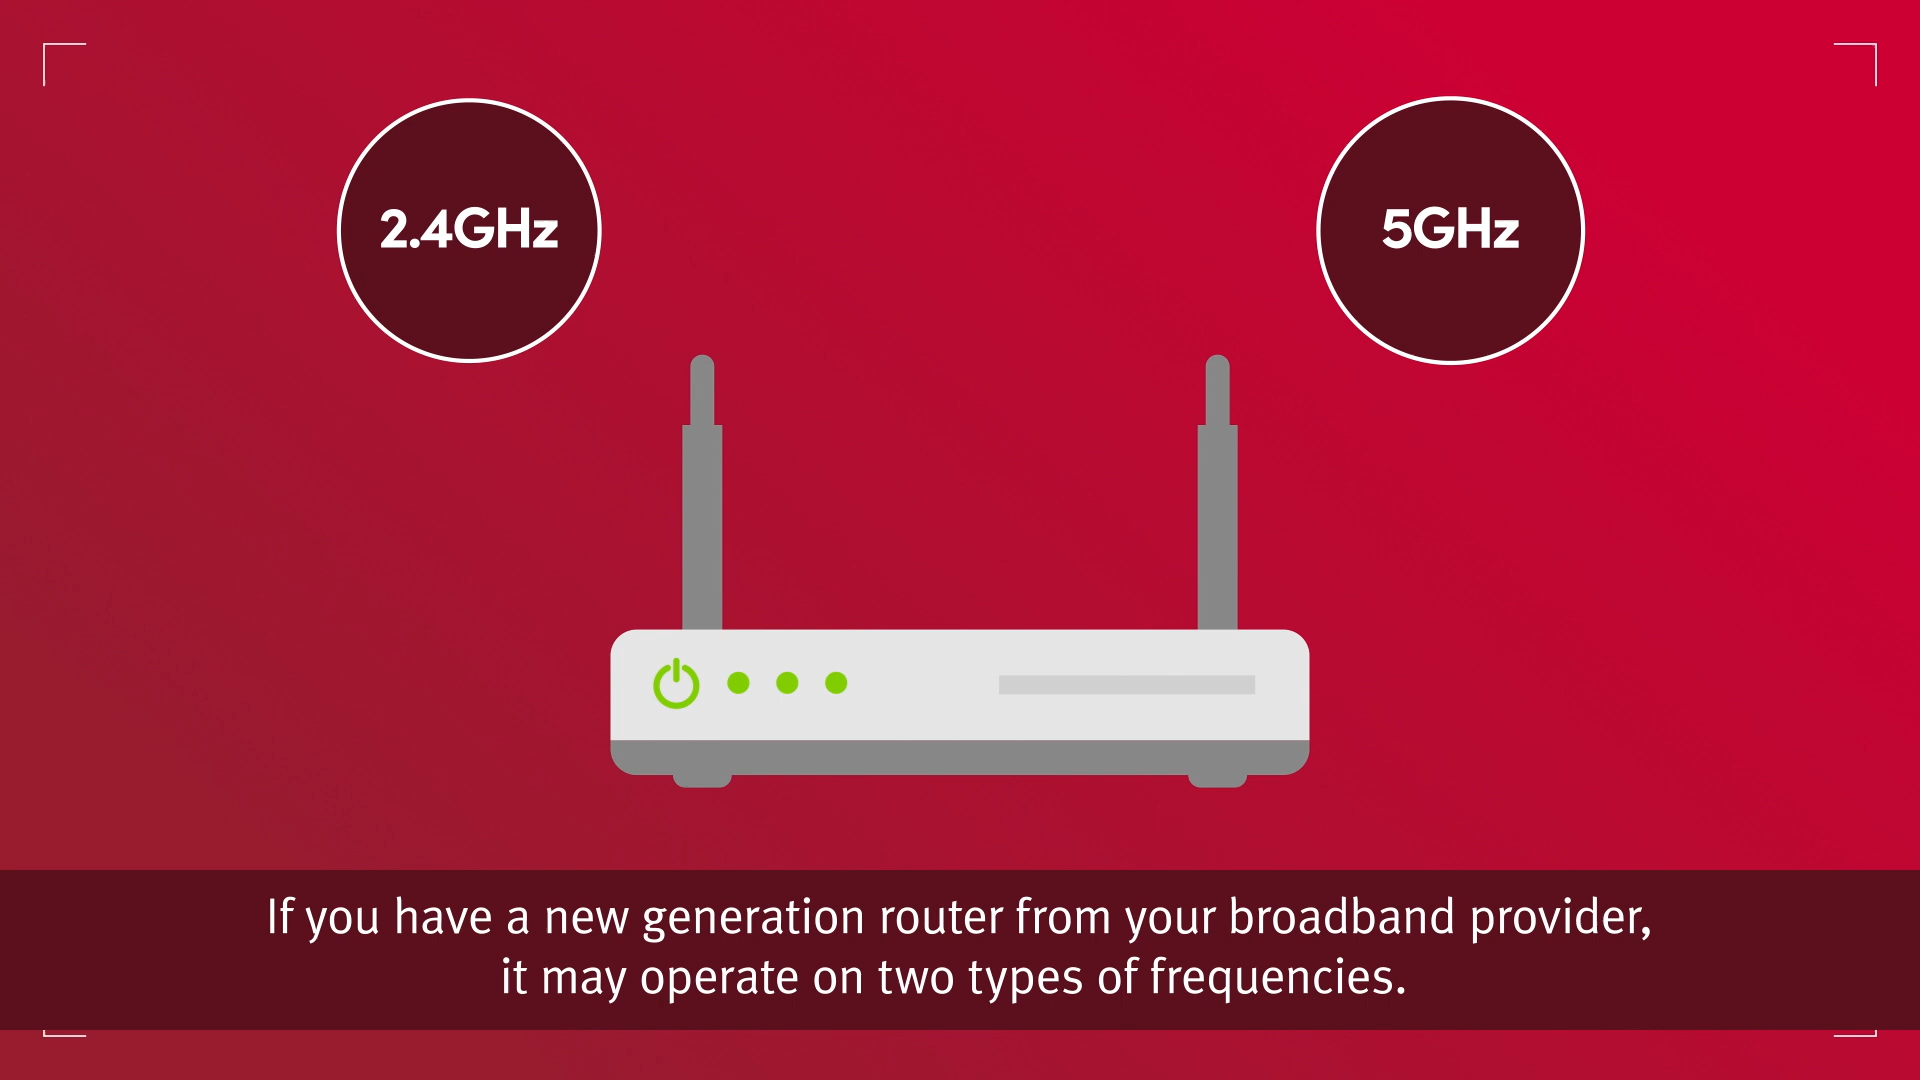 2.4GHz
5GHz
If you have a new generation router from your broadband provider,
it may operate on two types of frequencies.